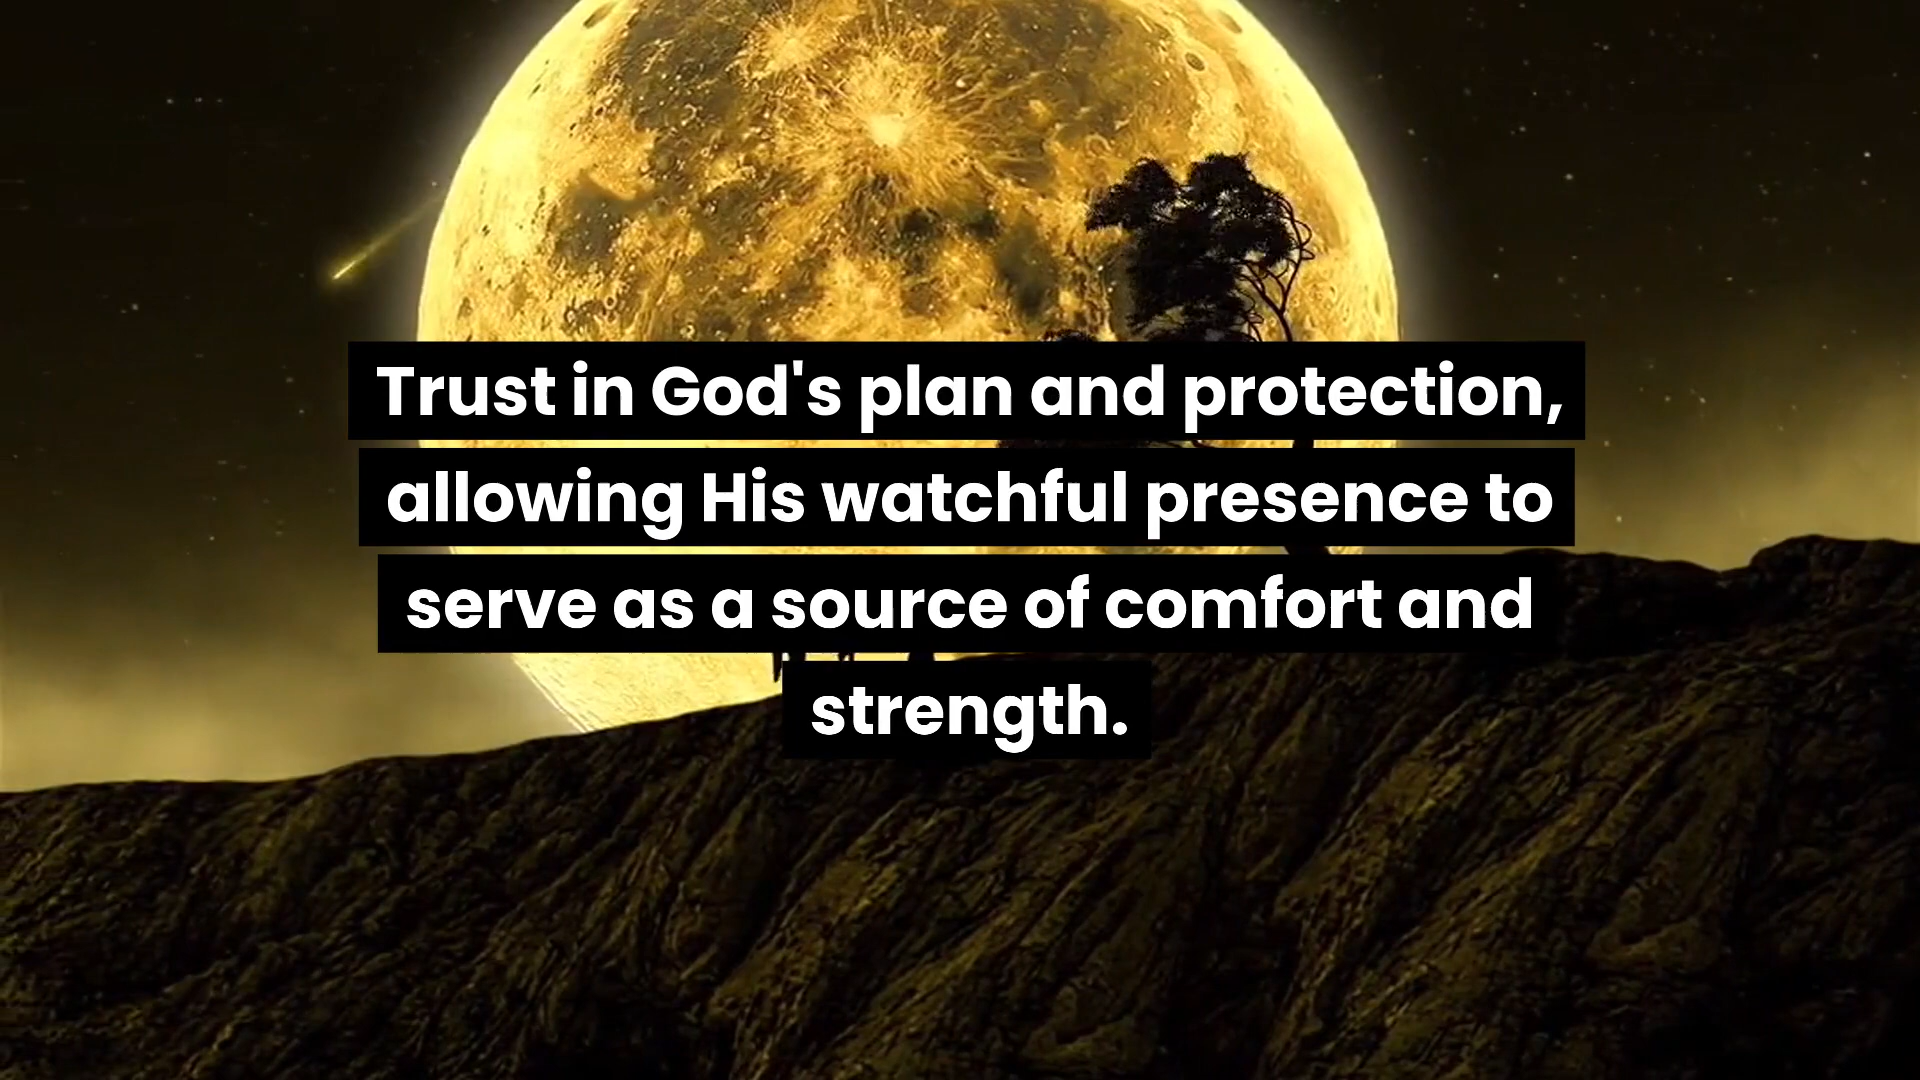 Trust in God's plan and protection,
allowing His watchful presence to
serve as a source of comfort and
strength.